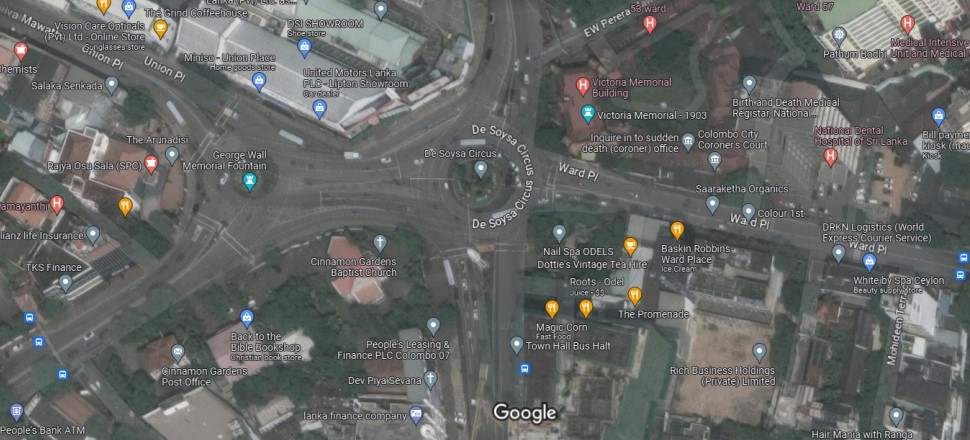 The Grind Coffeehouse
DSI SHOWROOM
Shoe store
EW Perera
53 ward
Ward 57
Vision Care Opticals
(Pvt) Ltd - Online Store
Sunglasses store
Pathum Bodhi
Medical Intensive
Unit and Medical
Union Pl
Union Pl
Miniso - Union Place
Home goods store
United Motors Lanka
PLC - Lipton Showroom
Car dealer
Salaka Senkada
Victoria Memorial
Building
Victoria Memorial - 1903
Birth and Death Medical
Registar, National...
The Arunadisi
De Soysa Circus
De Soysa Circus
Inquire in to sudden
death (coroner) office
Colombo City
Coroner's Court
National Dental
Hospital of Sri Lanka
Bill payme
Kiosk
Rajya Osu Sala (SPC)
George Wall
Memorial Fountain
Ward Pl
Saaraketha Organics
Colour 1st
Ward Pl
De Soysa Circus
DRKN Logistics (World
Express Courier Service)
Ward Pl
lianz life Insurance
Cinnamon Gardens
Baptist Church
Nail Spa ODELS
Dottie's Vintage Tea Hire
Baskin Robbins -
Ward Place
Ice Cream
TKS Finance
Roots - Odel
Juice • $$
White by Spa Ceylon
Beauty supply store
The Promenade
Back to the
Bible Bookshop
Christian book store
People's Leasing &
Finance PLC Colombo 07
Magic Corn
Fast Food
Town Hall Bus Halt
Cinnamon Gardens
Post Office
Dev Piya Sevana
Rich Business Holdings
(Private) Limited
People's Bank ATM
lanka finance company
Google
Hair Mania with Ranga